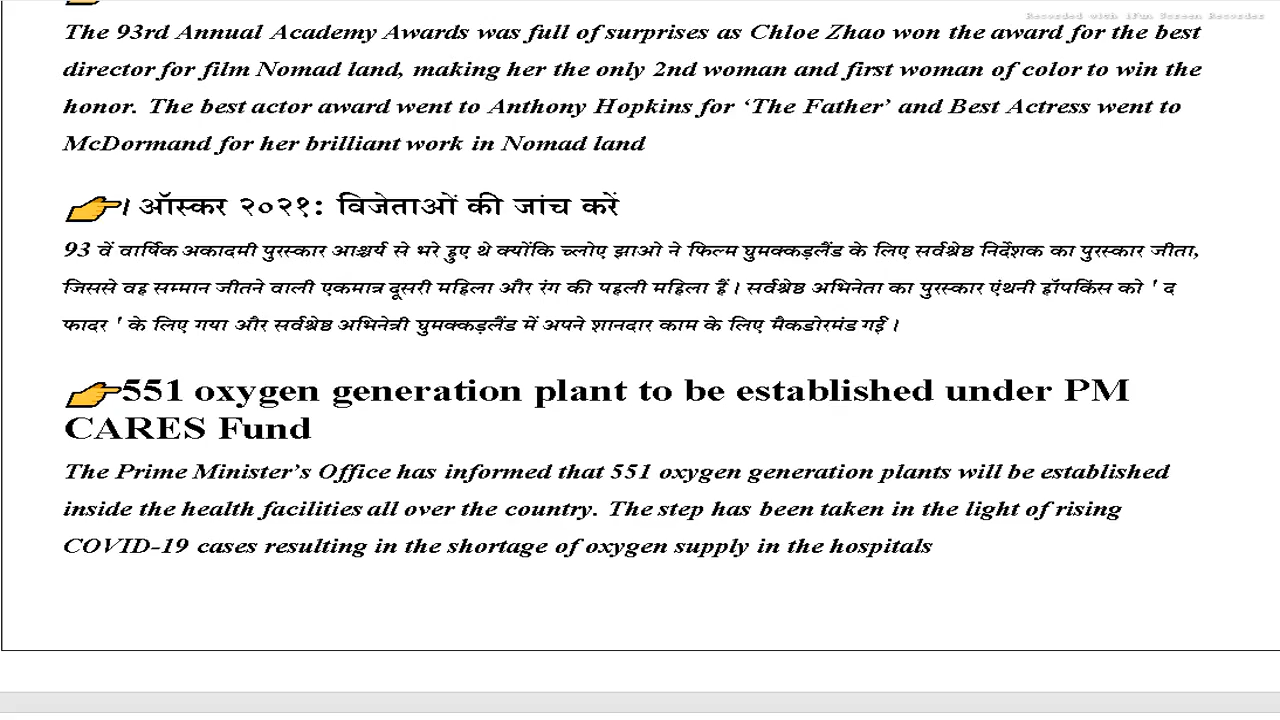 Recorded with iFun Screen Recorder
The 93rd Annual Academy Awards was full of surprises as Chloe Zhao won the award for the best
director for film Nomad land, making her the only 2nd woman and first woman of color to win the
honor. The best actor award went to Anthony Hopkins for ‘The Father’ and Best Actress went to
McDormand for her brilliant work in Nomad land
👉। ऑस्कर २०२१: विजेताओं की जांच करें
93 वें वार्षिक अकादमी पुरस्कार आश्चर्य से भरे हुए थे क्योंकि च्लोए झाओ ने फिल्म घुमक्कड़लैंड के लिए सर्वश्रेष्ठ निर्देशक का पुरस्कार जीता,
जिससे वह सम्मान जीतने वाली एकमात्र दूसरी महिला और रंग की पहली महिला हैं। सर्वश्रेष्ठ अभिनेता का पुरस्कार एंथनी हॉपकिंस को ' द
फादर ' के लिए गया और सर्वश्रेष्ठ अभिनेत्री घुमक्कड़लैंड में अपने शानदार काम के लिए मैकडोरमंड गई।
👉551 oxygen generation plant to be established under PM
CARES Fund
The Prime Minister’s Office has informed that 551 oxygen generation plants will be established
inside the health facilities all over the country. The step has been taken in the light of rising
COVID-19 cases resulting in the shortage of oxygen supply in the hospitals